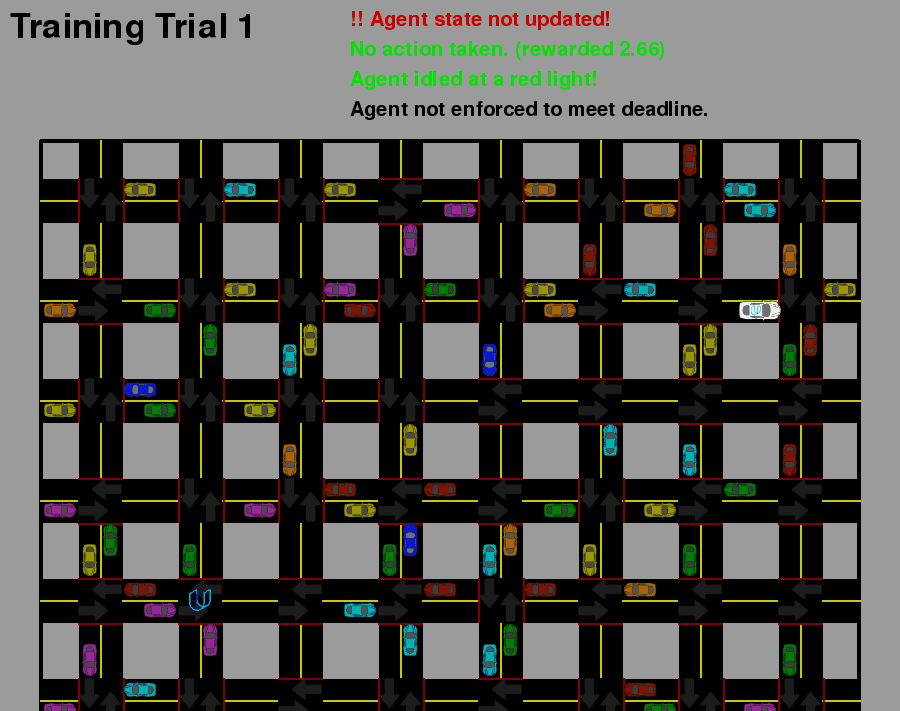 Training Trial 1
!! Agent state not updated!
No action taken. (rewarded 2.66)
Agent idled at a red light!
Agent not enforced to meet deadline.